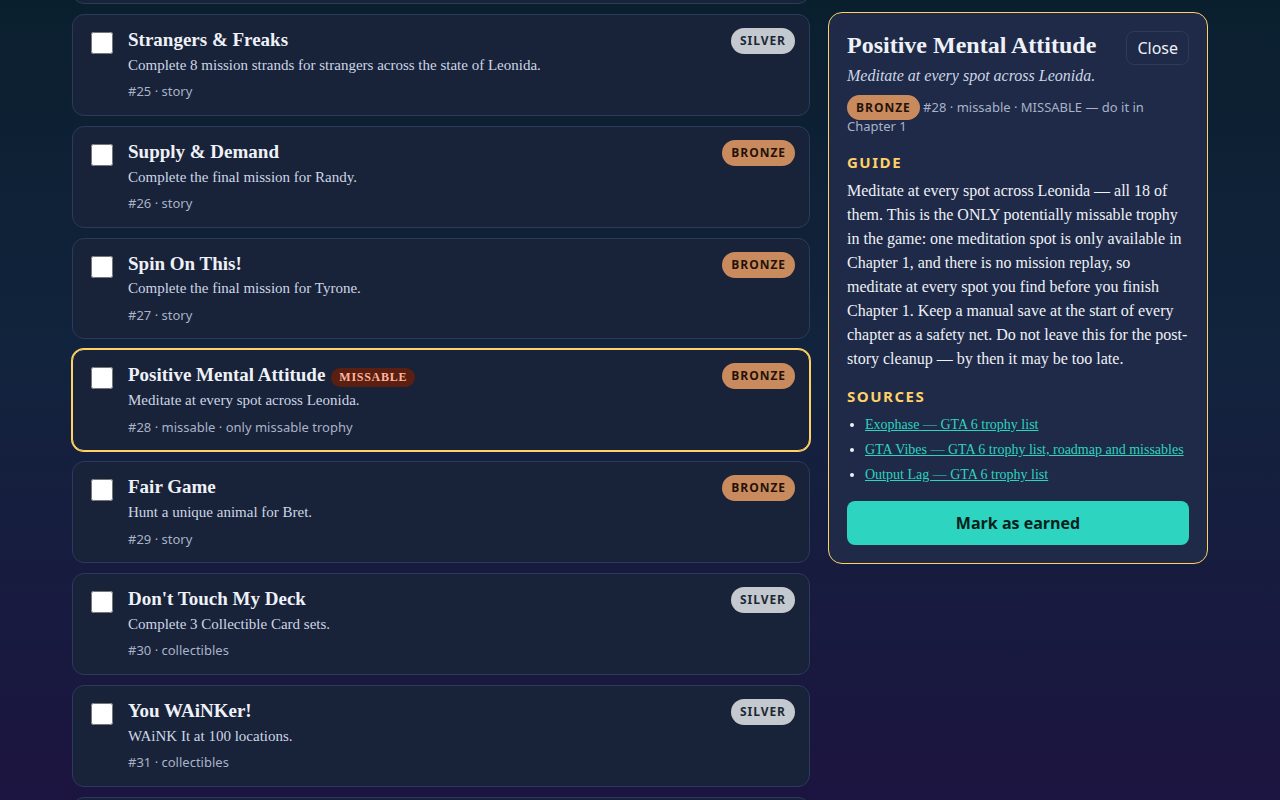 Strangers & Freaks
SILVER
Complete 8 mission strands for strangers across the state of Leonida.
#25 · story
Supply & Demand
BRONZE
Complete the final mission for Randy.
#26 · story
Spin On This!
BRONZE
Complete the final mission for Tyrone.
#27 · story
Positive Mental Attitude MISSABLE
BRONZE
Meditate at every spot across Leonida.
#28 · missable · only missable trophy
Fair Game
BRONZE
Hunt a unique animal for Bret.
#29 · story
Don't Touch My Deck
SILVER
Complete 3 Collectible Card sets.
#30 · collectibles
You WAiNKer!
SILVER
WAiNK It at 100 locations.
#31 · collectibles
Positive Mental Attitude
Close
Meditate at every spot across Leonida.
BRONZE #28 · missable · MISSABLE — do it in
Chapter 1
GUIDE
Meditate at every spot across Leonida — all 18 of
them. This is the ONLY potentially missable trophy
in the game: one meditation spot is only available in
Chapter 1, and there is no mission replay, so
meditate at every spot you find before you finish
Chapter 1. Keep a manual save at the start of every
chapter as a safety net. Do not leave this for the post-
story cleanup — by then it may be too late.
SOURCES
• Exophase — GTA 6 trophy list
• GTA Vibes — GTA 6 trophy list, roadmap and missables
• Output Lag — GTA 6 trophy list
Mark as earned